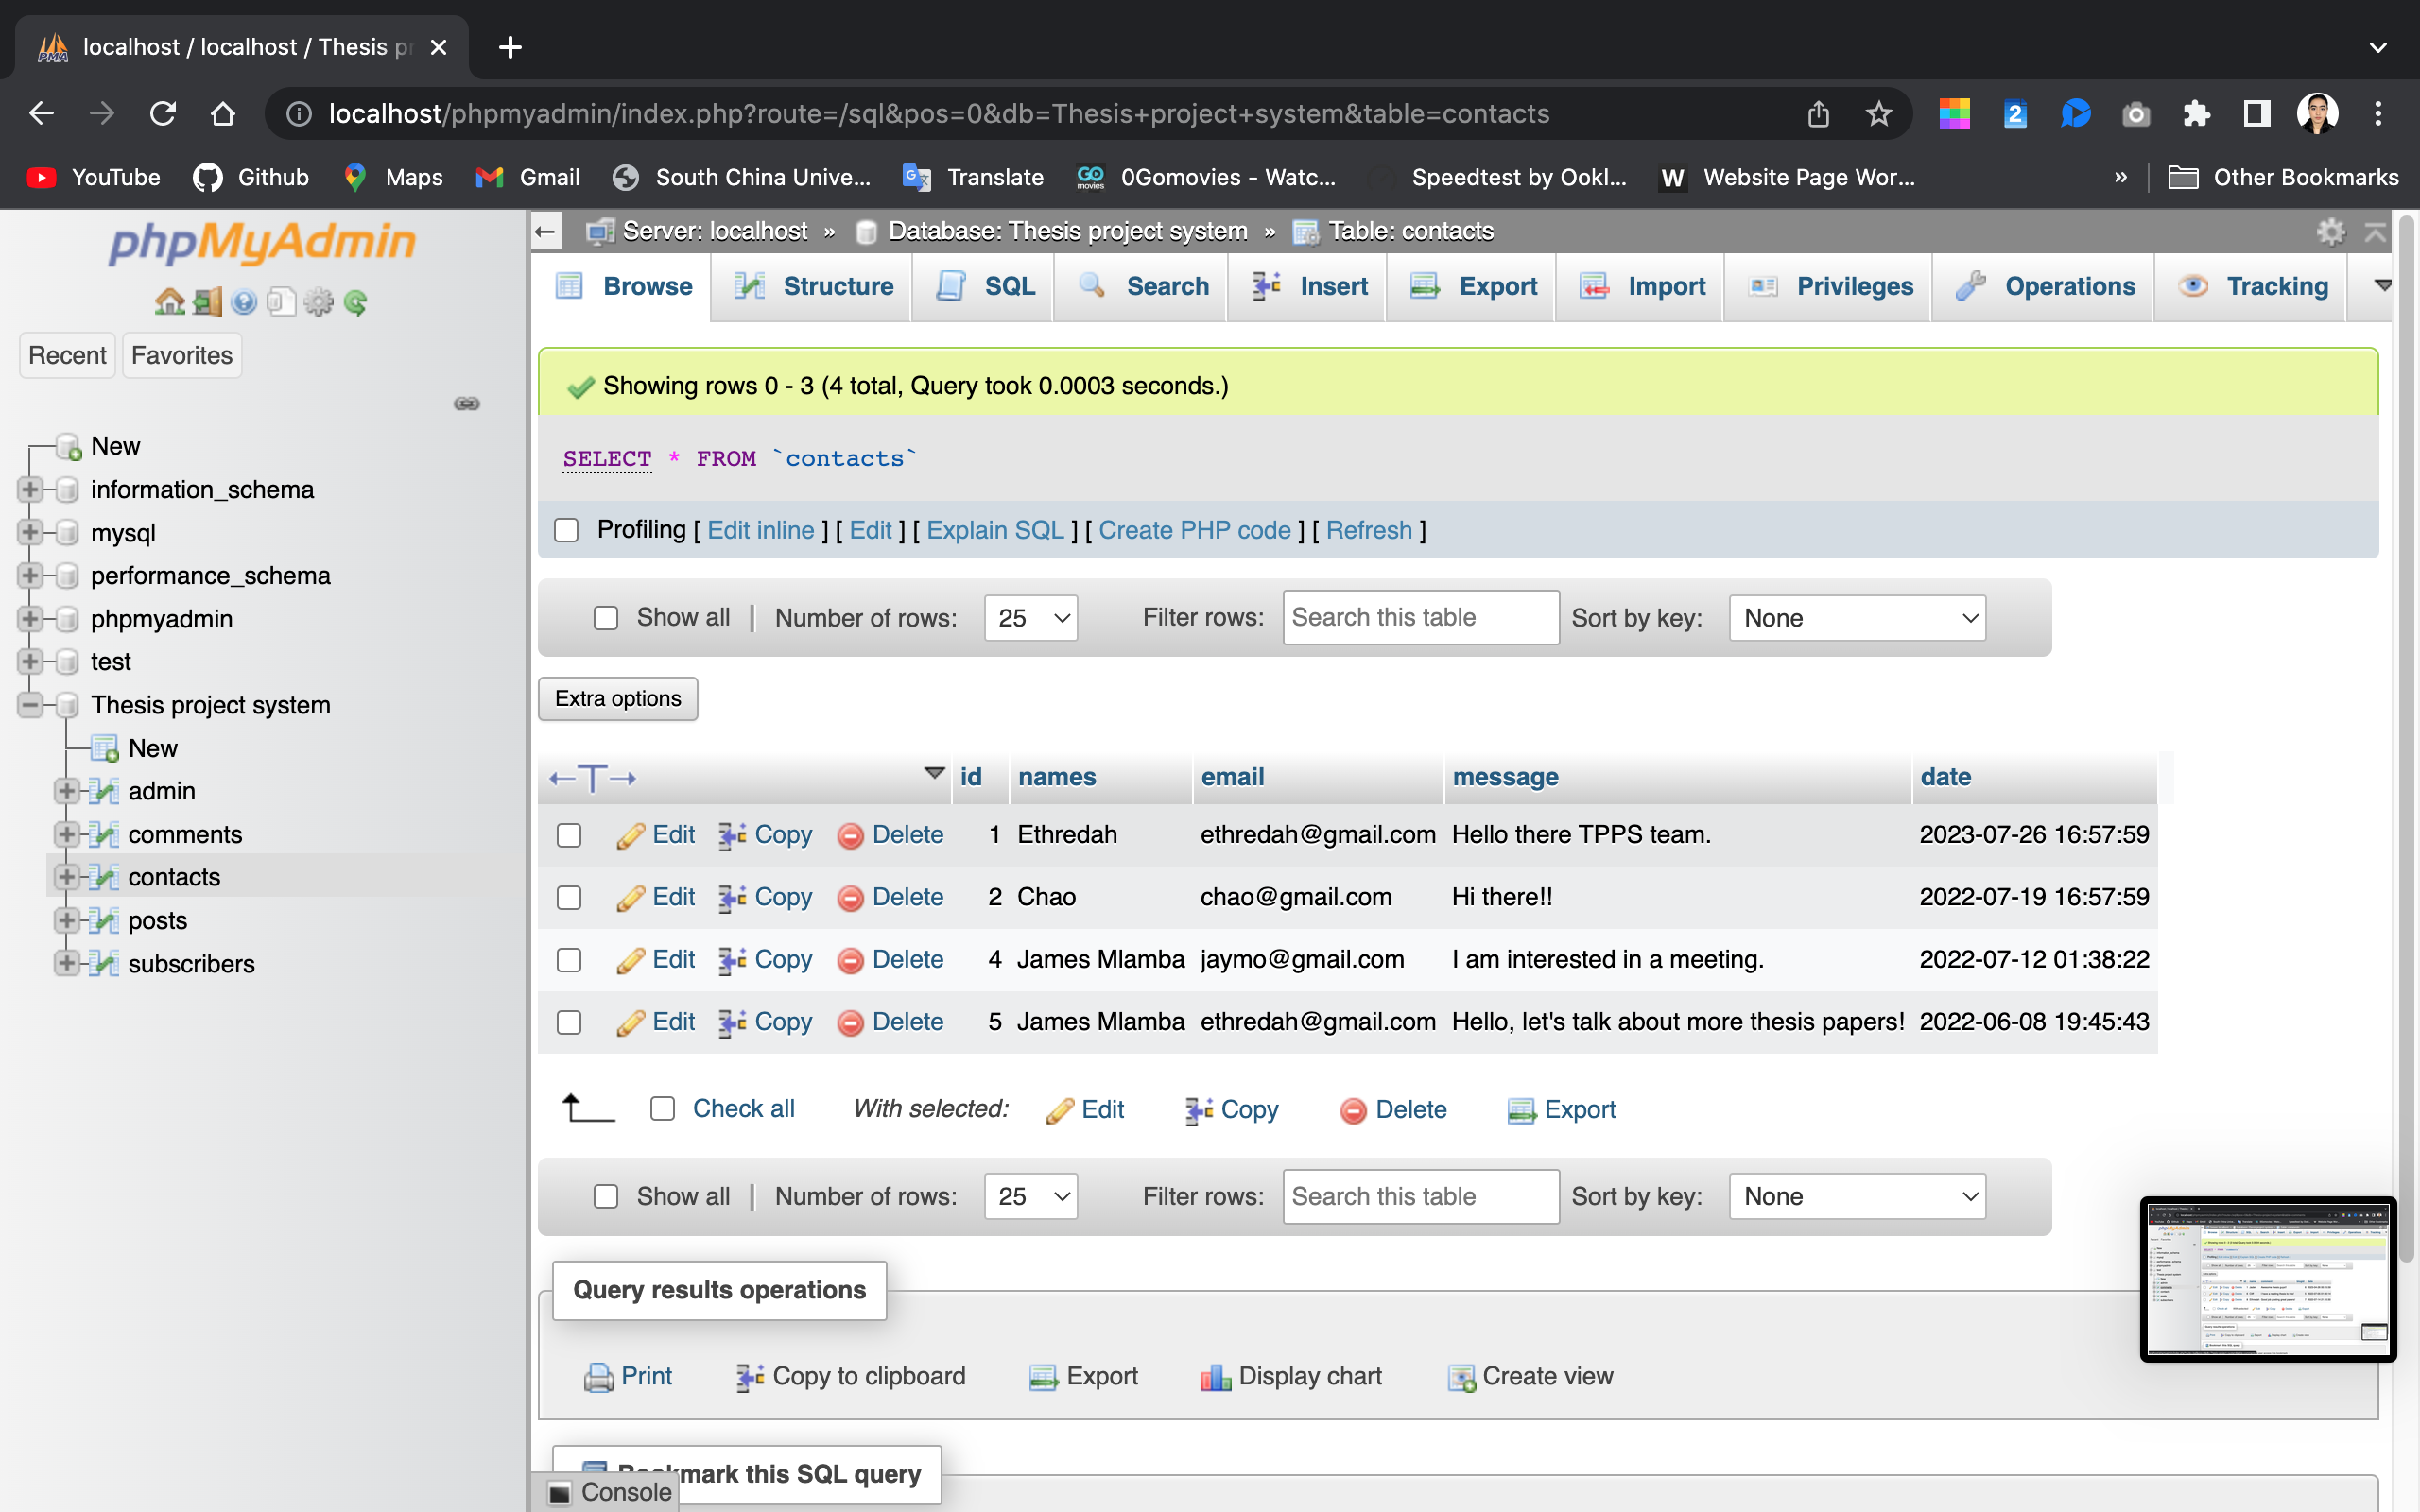 localhost / localhost / Thesis pr
localhost/phpmyadmin/index.php?route=/sql&pos=0&db=Thesis+project+system&table=contacts
2
YouTube Github Maps Gmail South China Unive... Translate 0Gomovies - Watc... Speedtest by Ookl... W Website Page Wor... » Other Bookmarks
phpMyAdmin
Recent Favorites
New
information_schema
mysql
performance_schema
phpmyadmin
test
Thesis project system
New
admin
comments
contacts
posts
subscribers
Server: localhost » Database: Thesis project system » Table: contacts
Browse Structure SQL Search Insert Export Import Privileges Operations Tracking
Showing rows 0 - 3 (4 total, Query took 0.0003 seconds.)
SELECT * FROM `contacts`
Profiling [ Edit inline ] [ Edit ] [ Explain SQL ] [ Create PHP code ] [ Refresh ]
Show all | Number of rows: 25 Filter rows: Search this table Sort by key: None
Extra options
←T→ id names email message date
Edit Copy Delete 1 Ethredah ethredah@gmail.com Hello there TPPS team. 2023-07-26 16:57:59
Edit Copy Delete 2 Chao chao@gmail.com Hi there!! 2022-07-19 16:57:59
Edit Copy Delete 4 James Mlamba jaymo@gmail.com I am interested in a meeting. 2022-07-12 01:38:22
Edit Copy Delete 5 James Mlamba ethredah@gmail.com Hello, let's talk about more thesis papers! 2022-06-08 19:45:43
Check all With selected: Edit Copy Delete Export
Show all | Number of rows: 25 Filter rows: Search this table Sort by key: None
Query results operations
Print Copy to clipboard Export Display chart Create view
Bookmark this SQL query
Console